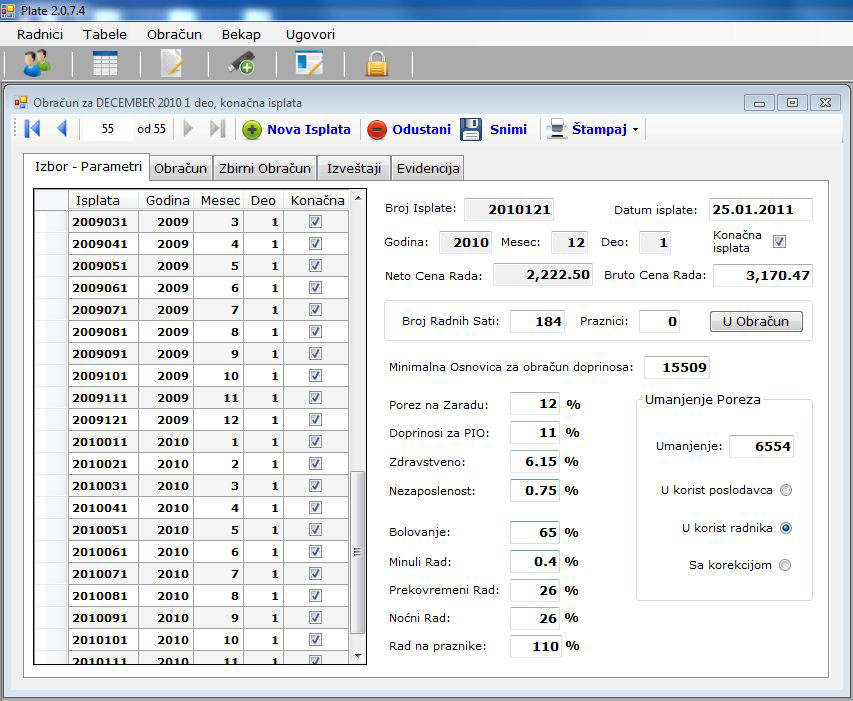 Plate 2.0.7.4
Radnici Tabele Obračun Bekap Ugovori
Obračun za DECEMBER 2010 1 deo, konačna isplata
55 od 55 Nova Isplata Odustani Snimi Štampaj
Izbor - Parametri Obračun Zbirni Obračun Izveštaji Evidencija
Isplata Godina Mesec Deo Konačna
2009031 2009 3 1
2009041 2009 4 1
2009051 2009 5 1
2009061 2009 6 1
2009071 2009 7 1
2009081 2009 8 1
2009091 2009 9 1
2009101 2009 10 1
2009111 2009 11 1
2009121 2009 12 1
2010011 2010 1 1
2010021 2010 2 1
2010031 2010 3 1
2010041 2010 4 1
2010051 2010 5 1
2010061 2010 6 1
2010071 2010 7 1
2010081 2010 8 1
2010091 2010 9 1
2010101 2010 10 1
2010111 2010 11 1
Broj Isplate: 2010121 Datum isplate: 25.01.2011
Godina: 2010 Mesec: 12 Deo: 1 Konačna
isplata
Neto Cena Rada: 2,222.50 Bruto Cena Rada: 3,170.47
Broj Radnih Sati: 184 Praznici: 0 U Obračun
Minimalna Osnovica za obračun doprinosa: 15509
Porez na Zaradu: 12 %
Doprinosi za PIO: 11 %
Zdravstveno: 6.15 %
Nezaposlenost: 0.75 %
Bolovanje: 65 %
Minuli Rad: 0.4 %
Prekovremeni Rad: 26 %
Noćni Rad: 26 %
Rad na praznike: 110 %
Umanjenje Poreza
Umanjenje: 6554
U korist poslodavca
U korist radnika
Sa korekcijom